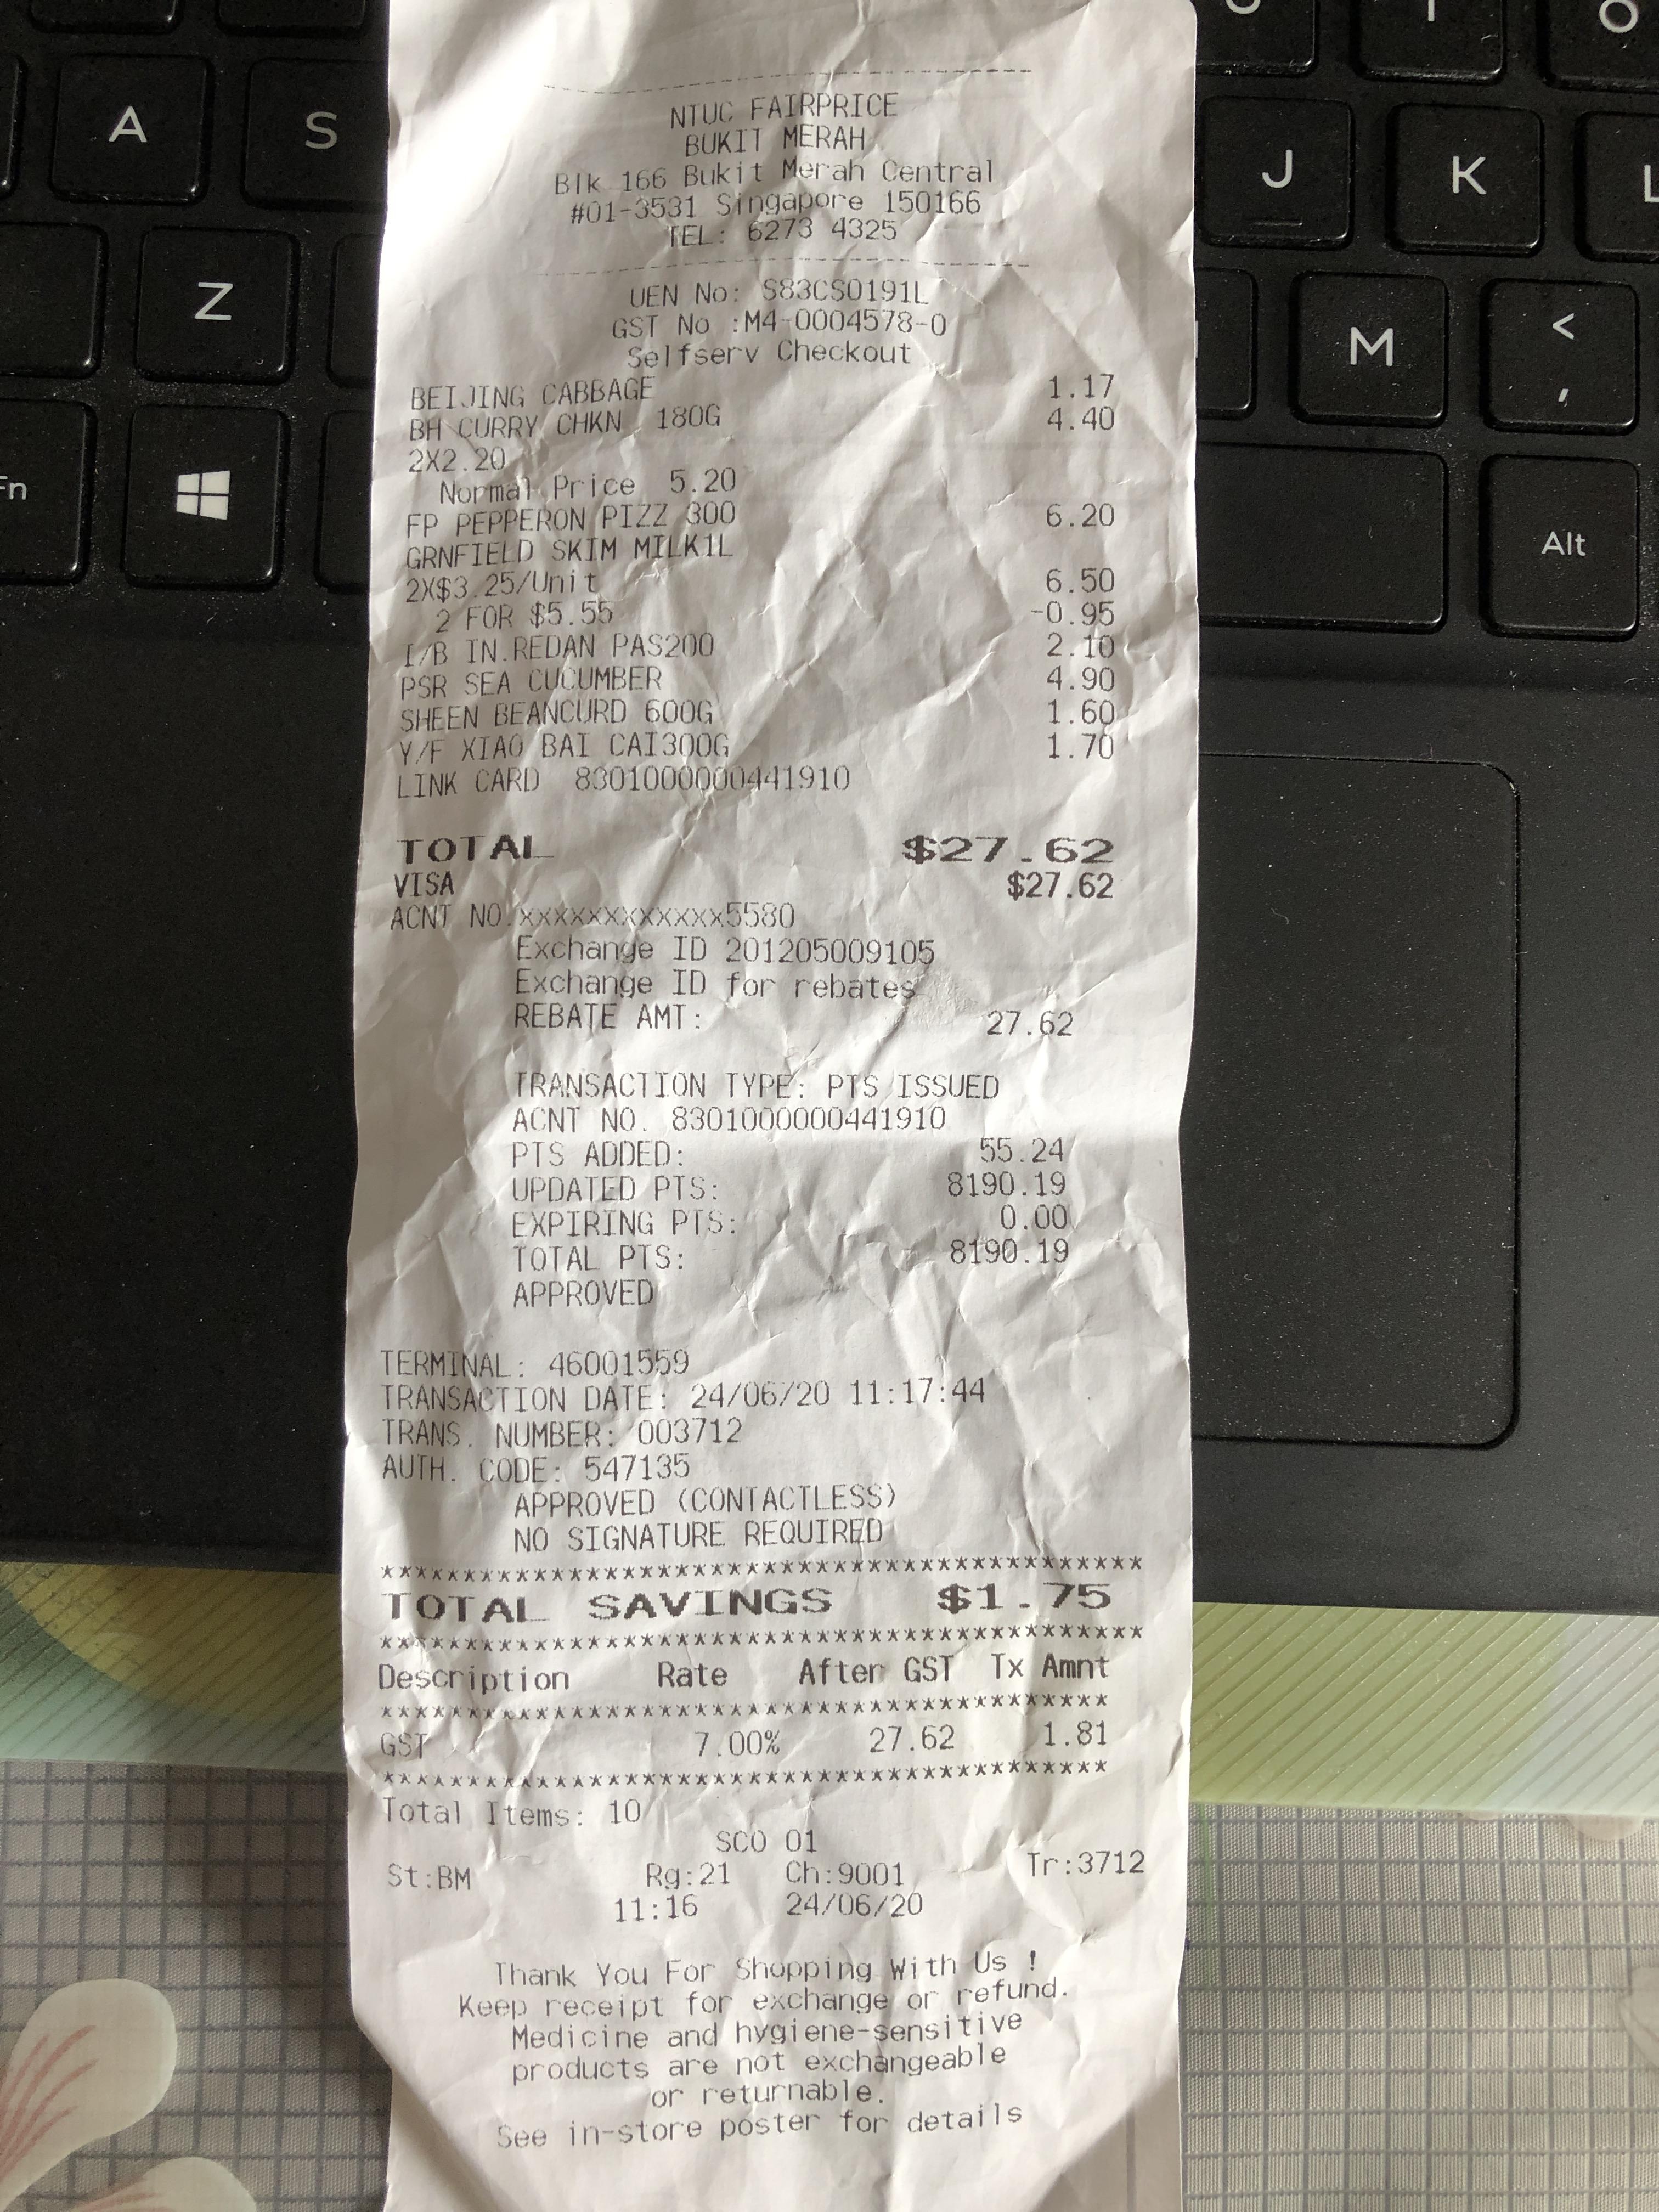 NTUC FAIRPRICE
BUKIT MERAH
Blk 166 Bukit Merah Central
#01-3531 Singapore 150166
TEL: 6273 4325
UEN No: S83CS0191L
GST No :M4-0004578-0
Selfserv Checkout
BEIJING CABBAGE 1.17
BH CURRY CHKN 180G 4.40
2X2.20
Normal Price 5.20
FP PEPPERON PIZZ 300 6.20
GRNFIELD SKIM MILK1L
2X$3.25/Unit 6.50
2 FOR $5.55 -0.95
I/B IN.REDAN PAS200 2.10
PSR SEA CUCUMBER 4.90
SHEEN BEANCURD 600G 1.60
Y/F XIAO BAI CAI300G 1.70
LINK CARD 8301000000441910
TOTAL $27.62
VISA $27.62
ACNT NO.xxxxxxxxxxxx5580
Exchange ID 201205009105
Exchange ID for rebates
REBATE AMT: 27.62
TRANSACTION TYPE: PTS ISSUED
ACNT NO. 8301000000441910
PTS ADDED: 55.24
UPDATED PTS: 8190.19
EXPIRING PTS: 0.00
TOTAL PTS: 8190.19
APPROVED
TERMINAL: 46001559
TRANSACTION DATE: 24/06/20 11:17:44
TRANS. NUMBER: 003712
AUTH. CODE: 547135
APPROVED (CONTACTLESS)
NO SIGNATURE REQUIRED
********************************************
TOTAL SAVINGS $1.75
********************************************
Description Rate After GST Tx Amnt
******************************************
GST 7.00% 27.62 1.81
******************************************
Total Items: 10
SCO 01
St:BM Rg:21 Ch:9001 Tr:3712
11:16 24/06/20
Thank You For Shopping With Us !
Keep receipt for exchange or refund.
Medicine and hygiene-sensitive
products are not exchangeable
or returnable.
See in-store poster for details
A
S
Z
Fn
J
K
L
M
<
,
Alt